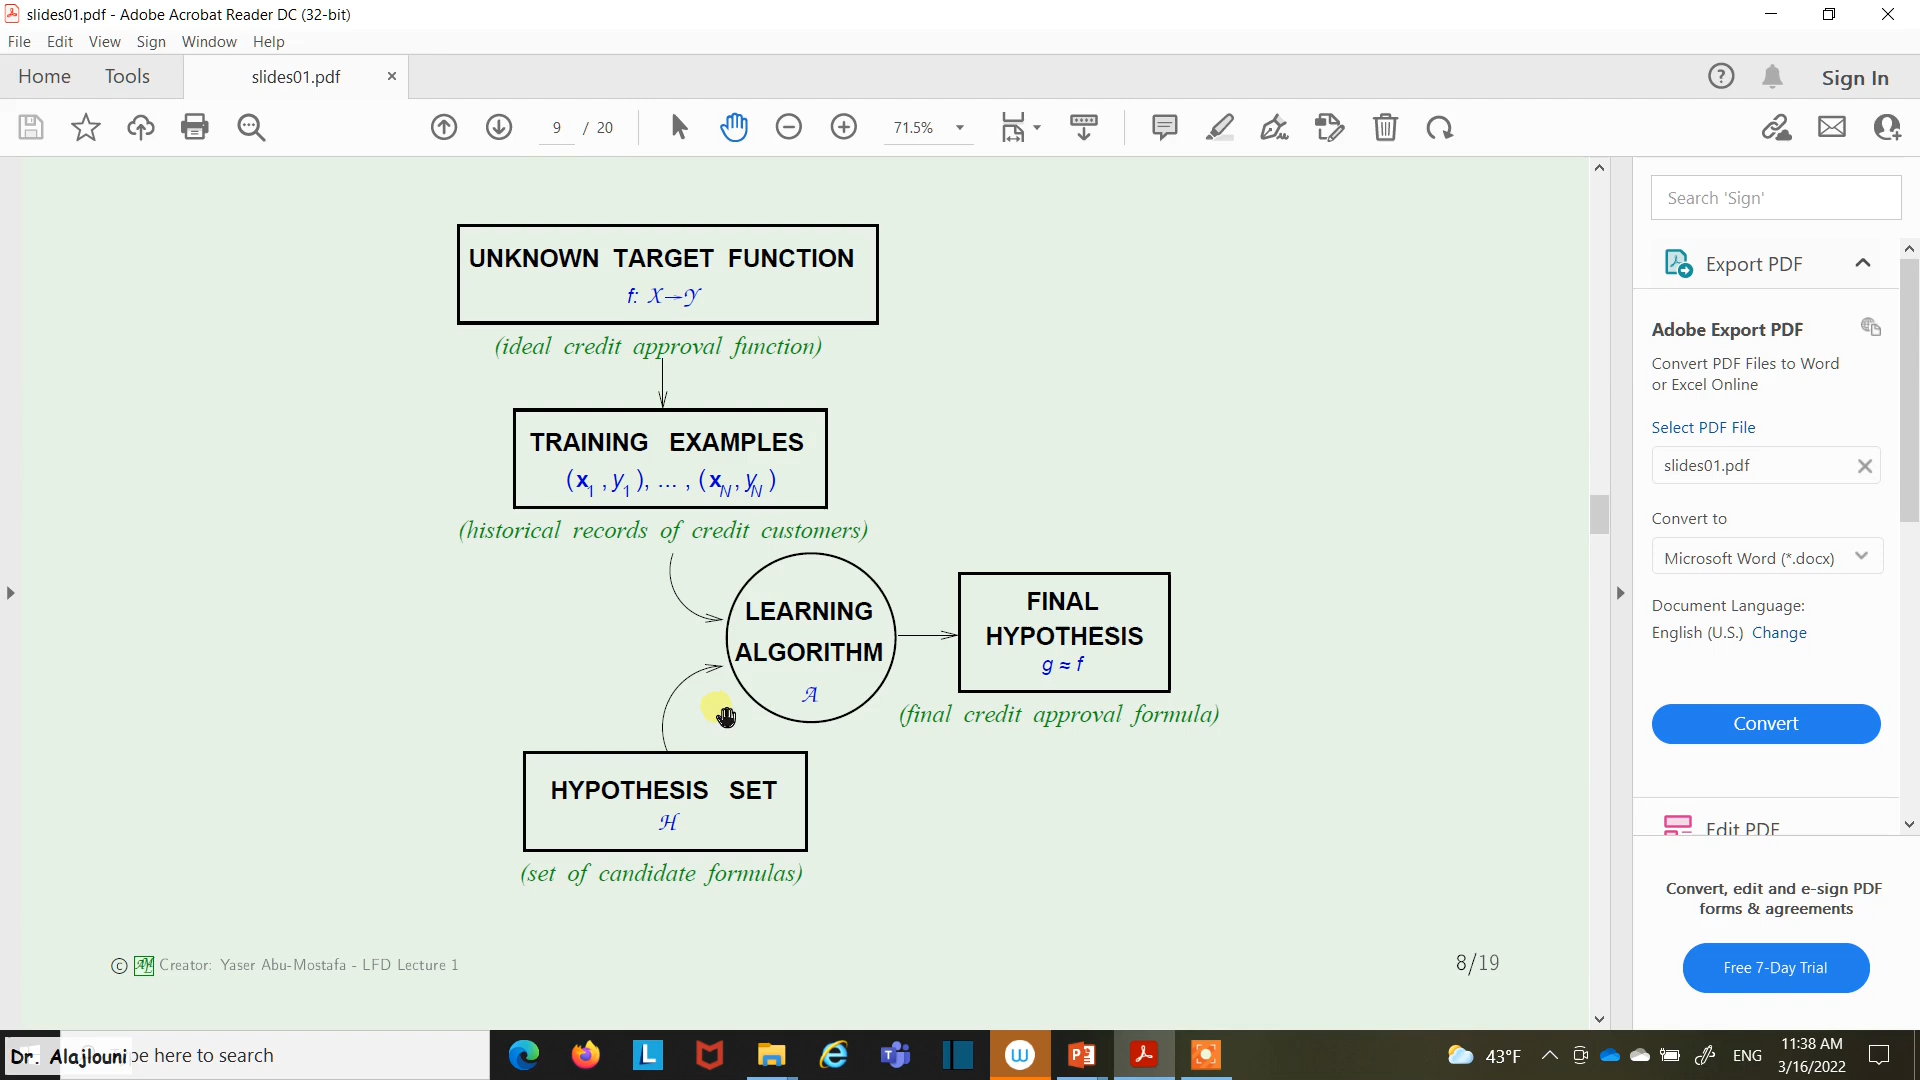 slides01.pdf - Adobe Acrobat Reader DC (32-bit)
File Edit View Sign Window Help
Home Tools slides01.pdf × Sign In
9 / 20 71.5%
UNKNOWN TARGET FUNCTION
f: X→Y
(ideal credit approval function)
TRAINING EXAMPLES
(x1, y1), ... , (xN, yN)
(historical records of credit customers)
LEARNING
ALGORITHM
A
FINAL
HYPOTHESIS
g ≈ f
(final credit approval formula)
HYPOTHESIS SET
H
(set of candidate formulas)
© Creator: Yaser Abu-Mostafa - LFD Lecture 1
8/19
Search 'Sign'
Export PDF
Adobe Export PDF
Convert PDF Files to Word
or Excel Online
Select PDF File
slides01.pdf
Convert to
Microsoft Word (*.docx)
Document Language:
English (U.S.) Change
Convert
Edit PDF
Convert, edit and e-sign PDF
forms & agreements
Free 7-Day Trial
Dr. Alajlouni pe here to search
43°F ENG
11:38 AM
3/16/2022